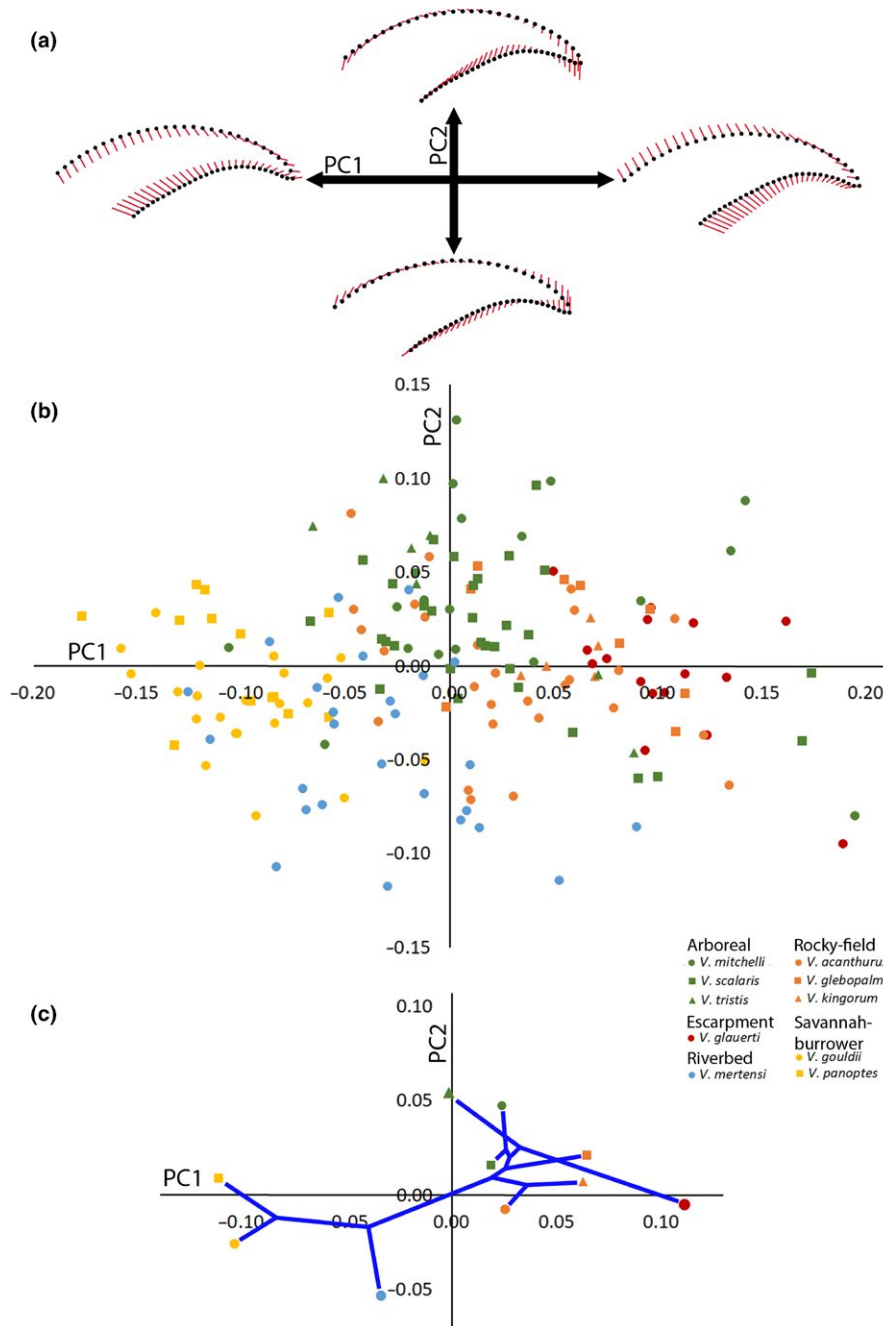 (a)
PC2
PC1
(b)
0.15
PC2
0.10
0.05
PC1
0.00
-0.20
-0.15
-0.10
-0.05
0.00
0.05
0.10
0.15
0.20
-0.05
-0.10
-0.15
Arboreal
V. mitchelli
V. scalaris
V. tristis
Escarpment
V. glauerti
Riverbed
V. mertensi
Rocky-field
V. acanthuru
V. glebopalm
V. kingorum
Savannah-
burrower
V. gouldii
V. panoptes
(c)
0.10
PC2
0.05
PC1
0.00
-0.10
-0.05
0.00
0.05
0.10
-0.05